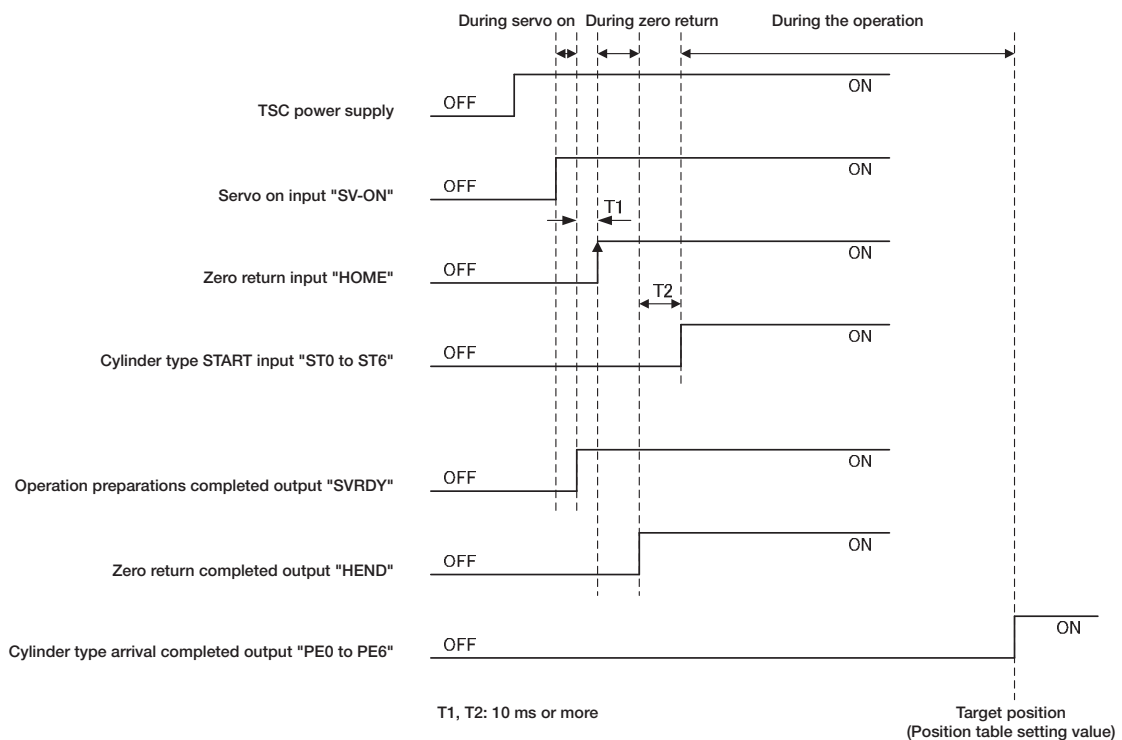 During servo on During zero return During the operation
TSC power supply OFF ON
Servo on input "SV-ON" OFF ON
T1
Zero return input "HOME" OFF ON
T2
Cylinder type START input "ST0 to ST6" OFF ON
Operation preparations completed output "SVRDY" OFF ON
Zero return completed output "HEND" OFF ON
Cylinder type arrival completed output "PE0 to PE6" OFF ON
T1, T2: 10 ms or more
Target position
(Position table setting value)